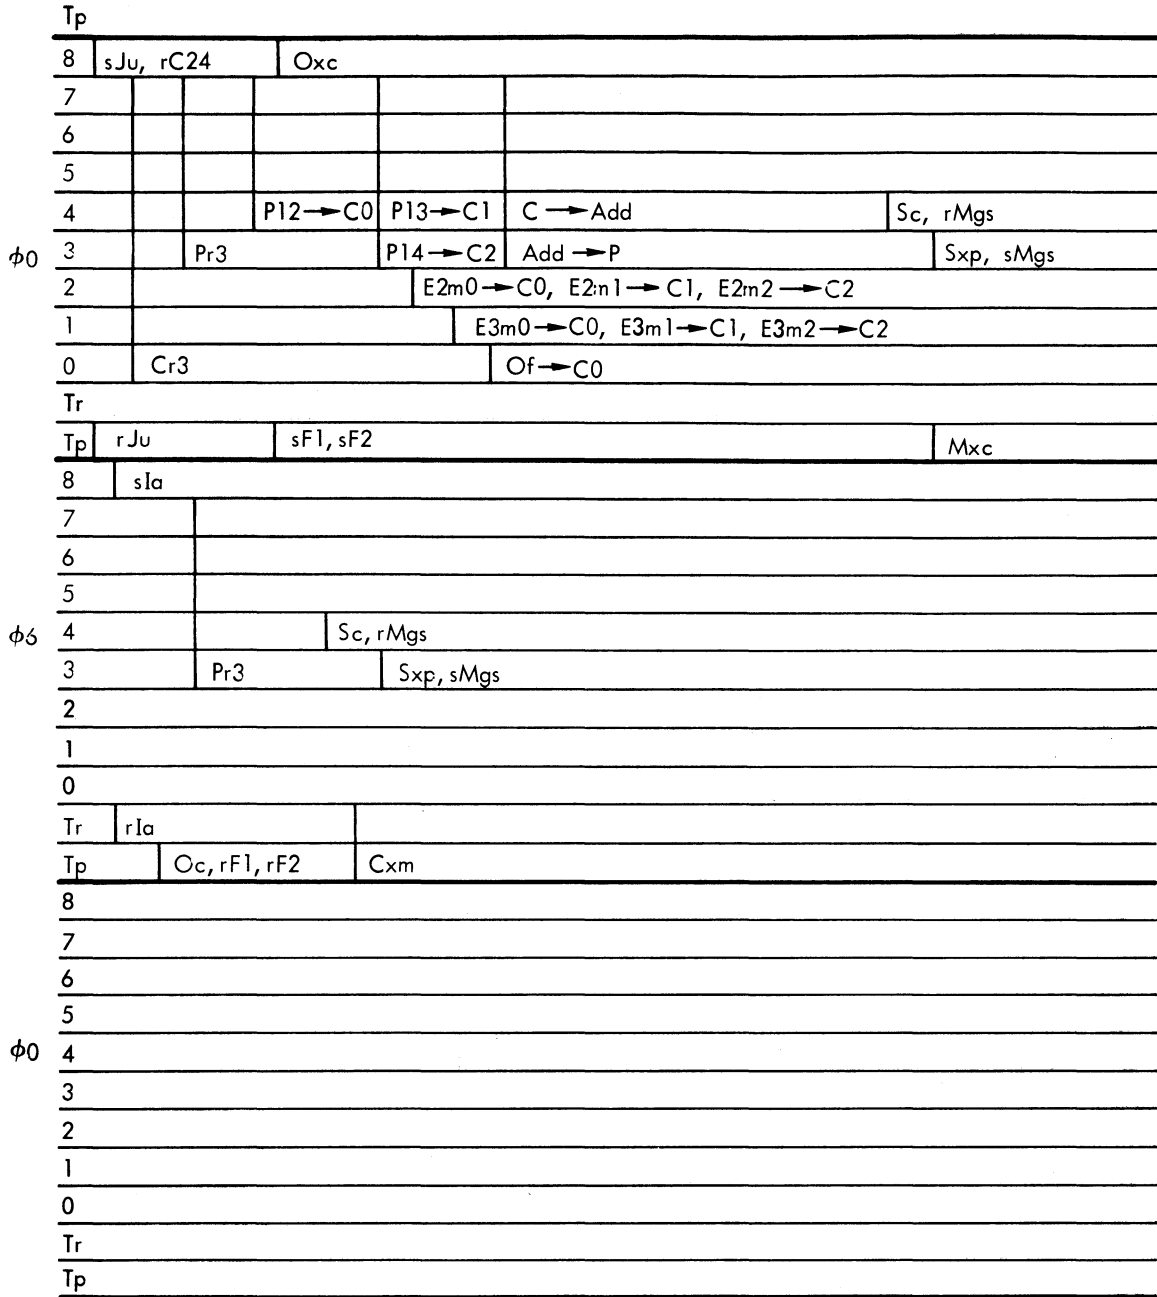 Tp
8 sJu, rC24 Oxc
7
6
5
4 P12→C0 P13→C1 C→Add Sc, rMgs
ϕ0 3 Pr3 P14→C2 Add→P Sxp, sMgs
2 E2m0→C0, E2m1→C1, E2m2→C2
1 E3m0→C0, E3m1→C1, E3m2→C2
0 Cr3 Of→C0
Tr
Tp rJu sF1, sF2 Mxc
8 sIa
7
6
5
ϕ6 4 Sc, rMgs
3 Pr3 Sxp, sMgs
2
1
0
Tr rIa
Tp Oc, rF1, rF2 Cxm
8
7
6
5
ϕ0 4
3
2
1
0
Tr
Tp